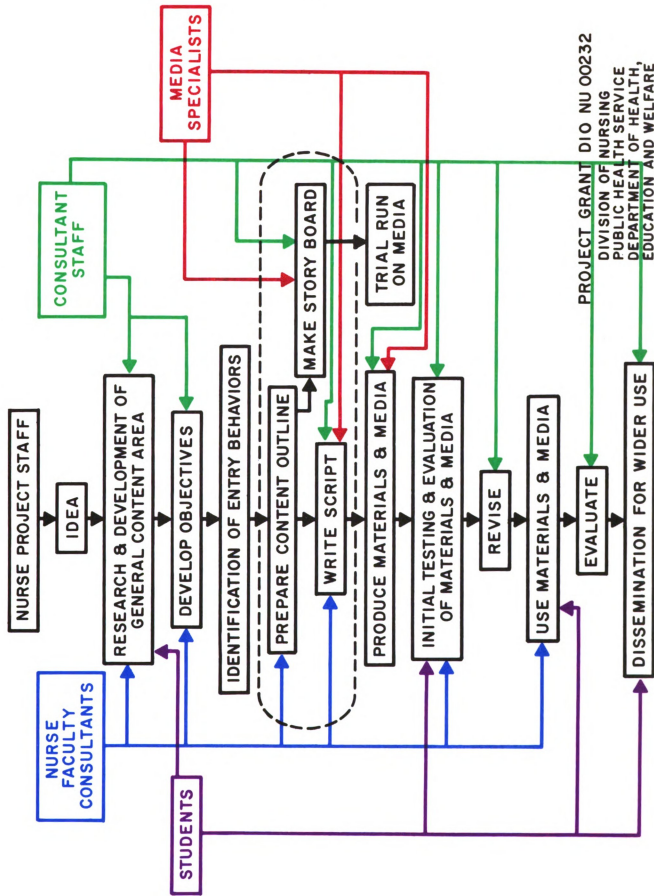 NURSE PROJECT STAFF
IDEA
RESEARCH & DEVELOPMENT OF
GENERAL CONTENT AREA
DEVELOP OBJECTIVES
IDENTIFICATION OF ENTRY BEHAVIORS
PREPARE CONTENT OUTLINE
MAKE STORY BOARD
WRITE SCRIPT
TRIAL RUN
ON MEDIA
PRODUCE MATERIALS & MEDIA
INITIAL TESTING & EVALUATION
OF MATERIALS & MEDIA
REVISE
USE MATERIALS & MEDIA
EVALUATE
DISSEMINATION FOR WIDER USE
NURSE
FACULTY
CONSULTANTS
STUDENTS
CONSULTANT
STAFF
MEDIA
SPECIALISTS
PROJECT GRANT DIO NU 00232
DIVISION OF NURSING
PUBLIC HEALTH SERVICE
DEPARTMENT OF HEALTH,
EDUCATION AND WELFARE